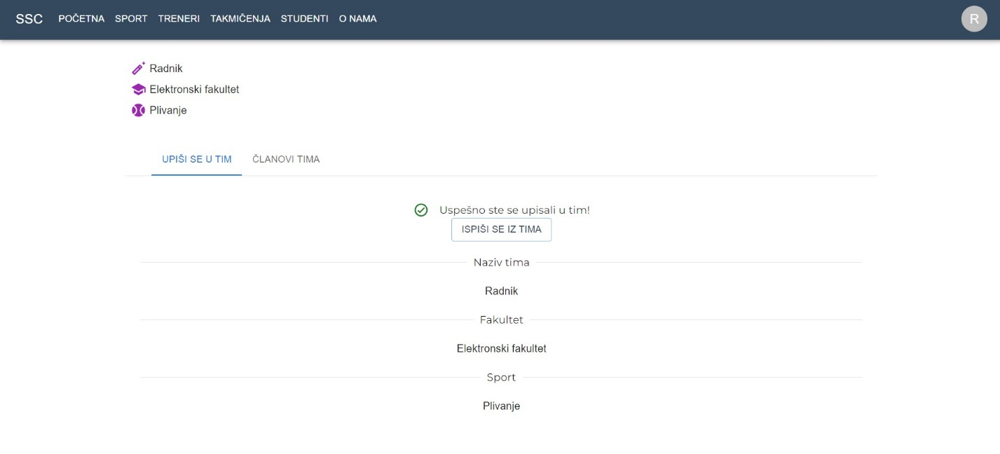 SSC POČETNA SPORT TRENERI TAKMIČENJA STUDENTI O NAMA R
Radnik
Elektronski fakultet
Plivanje
UPIŠI SE U TIM ČLANOVI TIMA
Uspešno ste se upisali u tim!
ISPIŠI SE IZ TIMA
Naziv tima
Radnik
Fakultet
Elektronski fakultet
Sport
Plivanje